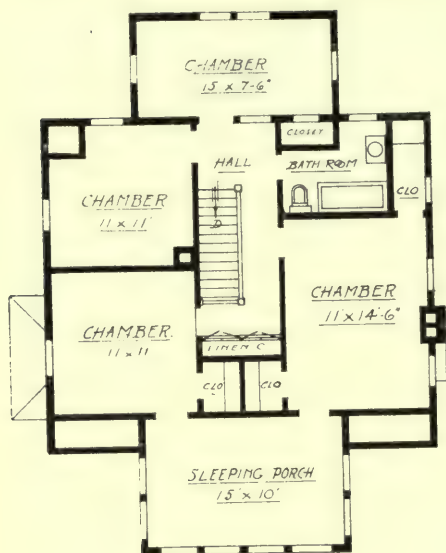 CHAMBER
15 x 7-6"
CLOSET
HALL
BATH ROOM
CLO
CHAMBER
11 x 11'
D
CHAMBER
11' x 14'-6"
CHAMBER.
11 x 11
LINEN C
CLO
CLO
SLEEPING PORCH
15' x 10'